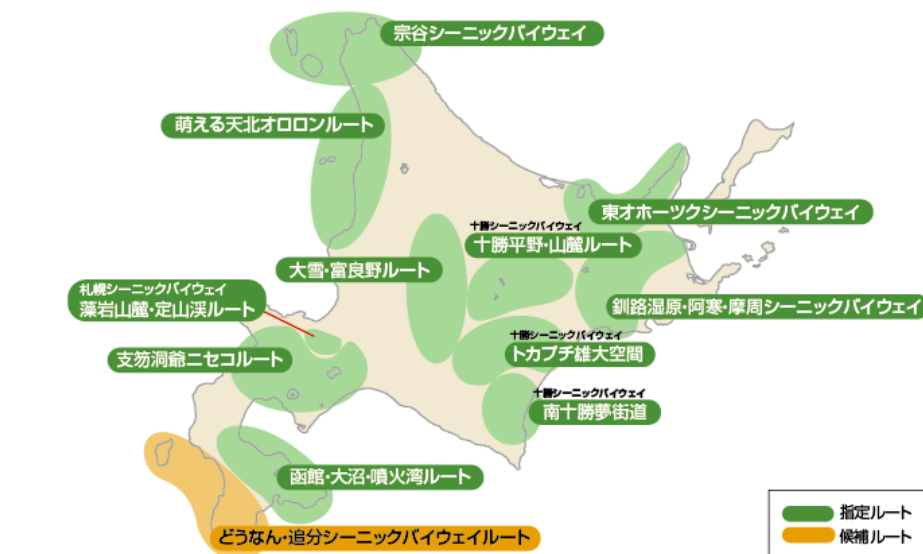 宗谷シーニックバイウェイ
萌える天北オロロンルート
東オホーツクシーニックバイウェイ
十勝シーニックバイウェイ
十勝平野・山麓ルート
大雪・富良野ルート
札幌シーニックバイウェイ
藻岩山麓・定山渓ルート
釧路湿原・阿寒・摩周シーニックバイウェイ
十勝シーニックバイウェイ
トカプチ雄大空間
支笏洞爺ニセコルート
十勝シーニックバイウェイ
南十勝夢街道
函館・大沼・噴火湾ルート
どうなん・追分シーニックバイウェイルート
指定ルート
候補ルート